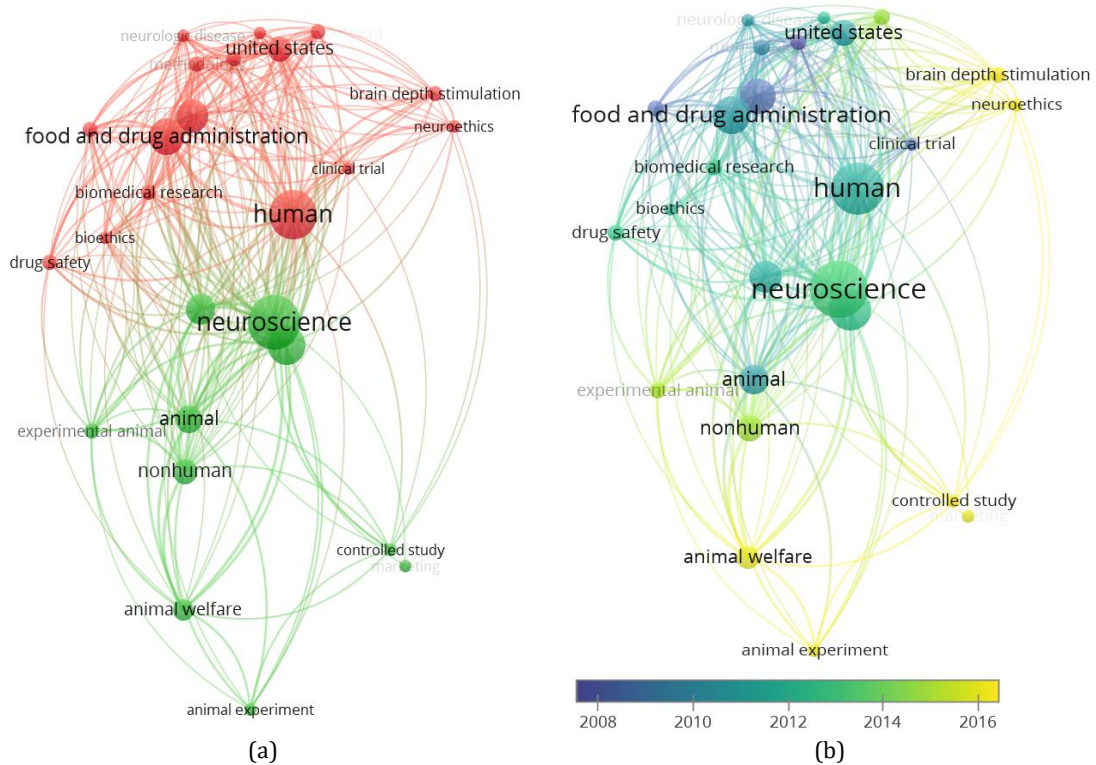 neurologic disease
united states
methodology
brain depth stimulation
food and drug administration
neuroethics
clinical trial
biomedical research
human
bioethics
drug safety
neuroscience
animal
experimental animal
nonhuman
controlled study
marketing
animal welfare
animal experiment
(a)
neurologic disease
united states
brain depth stimulation
neuroethics
food and drug administration
clinical trial
biomedical research
human
bioethics
drug safety
neuroscience
animal
experimental animal
nonhuman
controlled study
marketing
animal welfare
animal experiment
2008 2010 2012 2014 2016
(b)